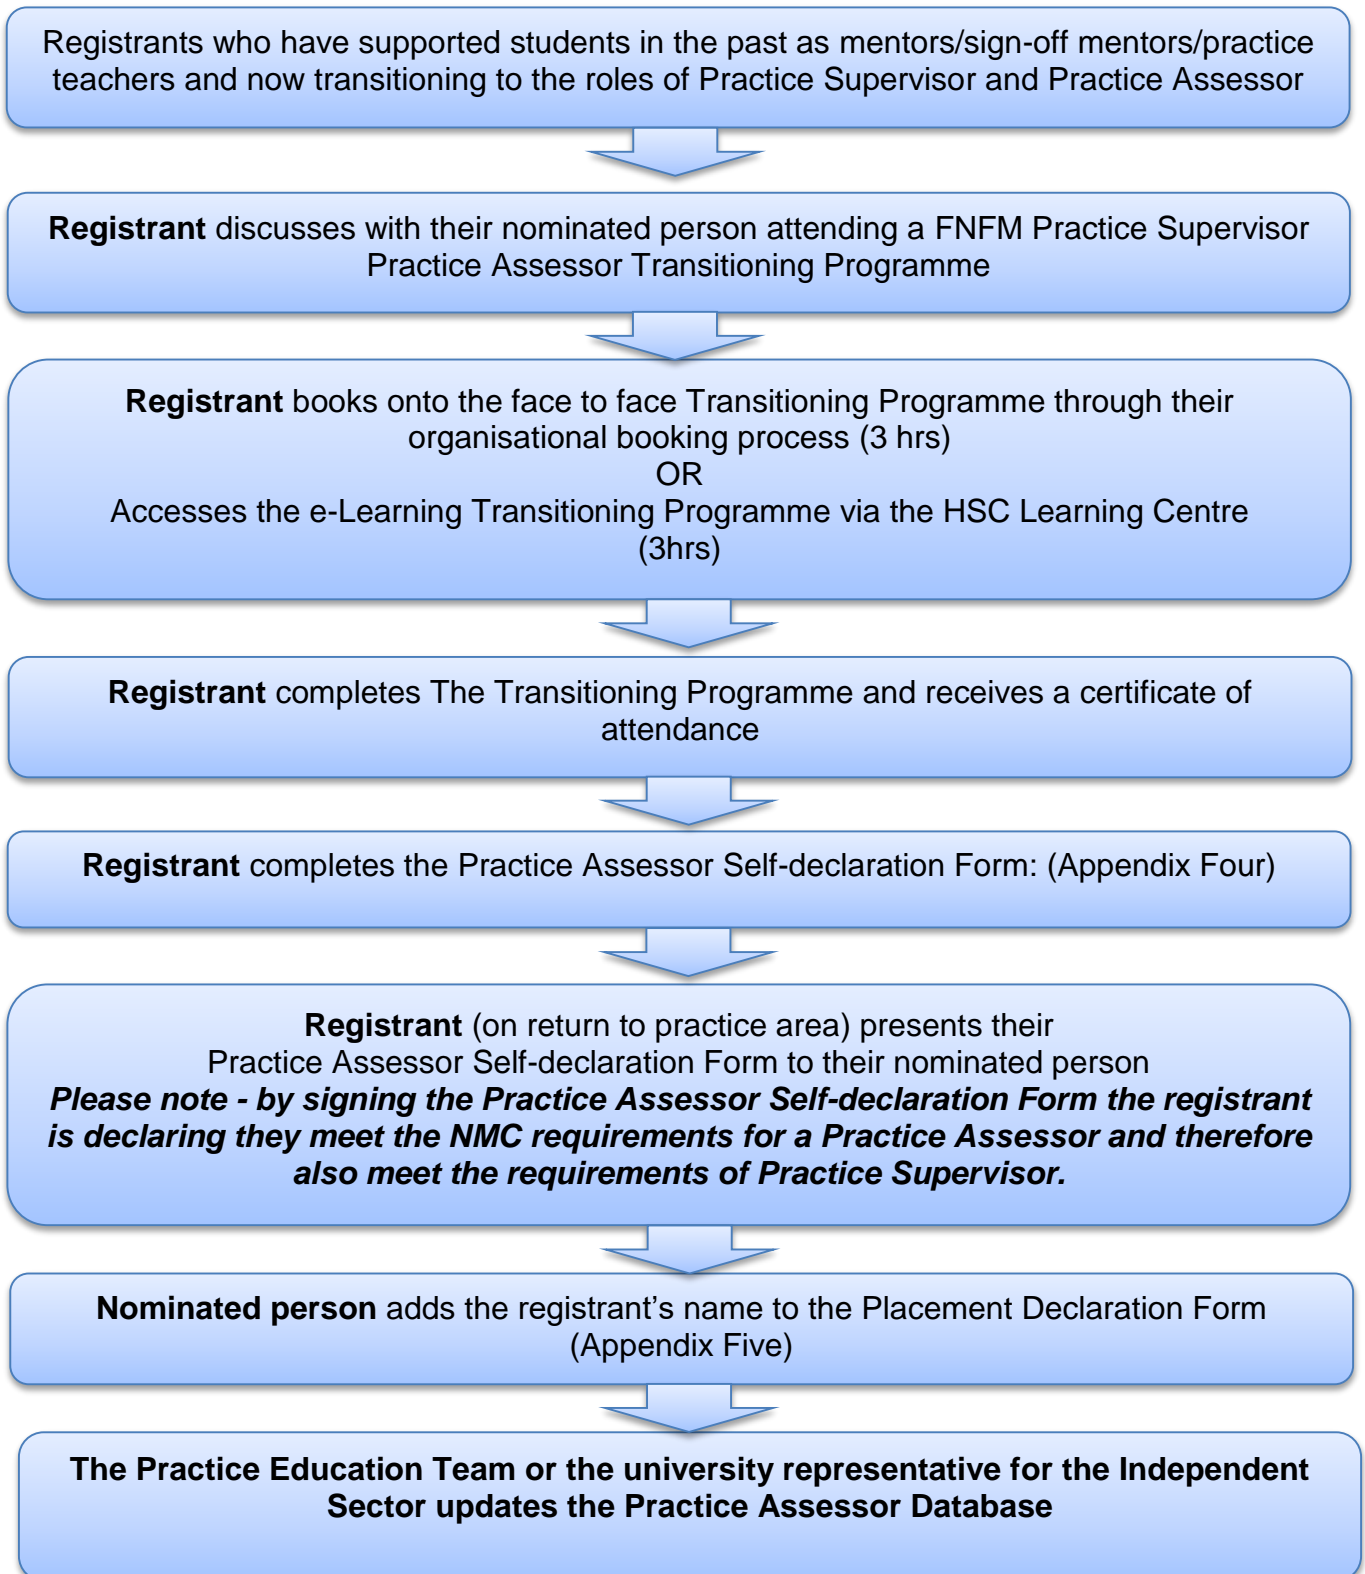 Registrants who have supported students in the past as mentors/sign-off mentors/practice
teachers and now transitioning to the roles of Practice Supervisor and Practice Assessor
Registrant discusses with their nominated person attending a FNFM Practice Supervisor
Practice Assessor Transitioning Programme
Registrant books onto the face to face Transitioning Programme through their
organisational booking process (3 hrs)
OR
Accesses the e-Learning Transitioning Programme via the HSC Learning Centre
(3hrs)
Registrant completes The Transitioning Programme and receives a certificate of
attendance
Registrant completes the Practice Assessor Self-declaration Form: (Appendix Four)
Registrant (on return to practice area) presents their
Practice Assessor Self-declaration Form to their nominated person
Please note - by signing the Practice Assessor Self-declaration Form the registrant
is declaring they meet the NMC requirements for a Practice Assessor and therefore
also meet the requirements of Practice Supervisor.
Nominated person adds the registrant’s name to the Placement Declaration Form
(Appendix Five)
The Practice Education Team or the university representative for the Independent
Sector updates the Practice Assessor Database